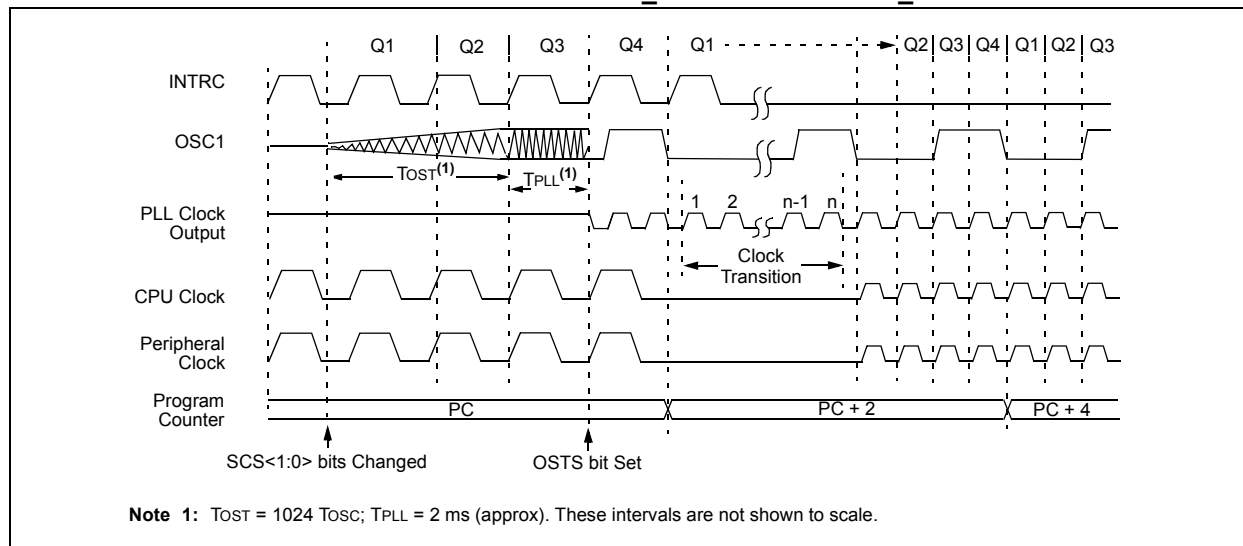 Q1 Q2 Q3 Q4 Q1 Q2 Q3 Q4 Q1 Q2 Q3
INTRC
OSC1
TOST(1) TPLL(1)
1 2 n-1 n
PLL Clock
Output
Clock
Transition
CPU Clock
Peripheral
Clock
Program
Counter
PC PC + 2 PC + 4
SCS<1:0> bits Changed OSTS bit Set
Note 1: TOST = 1024 TOSC; TPLL = 2 ms (approx). These intervals are not shown to scale.